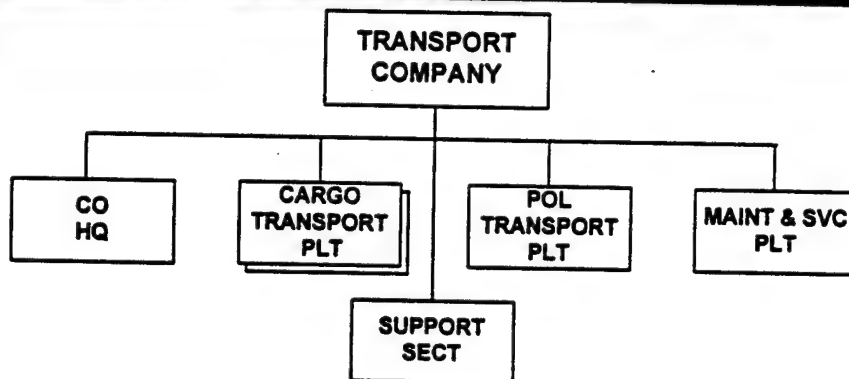 TRANSPORT
COMPANY
CO
HQ
CARGO
TRANSPORT
PLT
POL
TRANSPORT
PLT
MAINT & SVC
PLT
SUPPORT
SECT